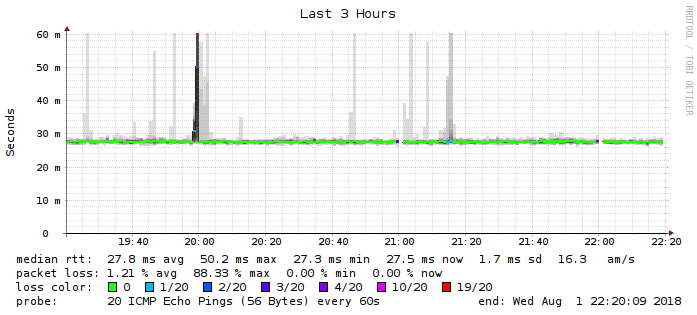 Last 3 Hours
RRDTOOL / TOBI OETIKER
Seconds
60 m
50 m
40 m
30 m
20 m
10 m
0
19:40 20:00 20:20 20:40 21:00 21:20 21:40 22:00 22:20
median rtt: 27.8 ms avg 50.2 ms max 27.3 ms min 27.5 ms now 1.7 ms sd 16.3 am/s
packet loss: 1.21 % avg 88.33 % max 0.00 % min 0.00 % now
loss color: 0 1/20 2/20 3/20 4/20 10/20 19/20
probe: 20 ICMP Echo Pings (56 Bytes) every 60s end: Wed Aug 1 22:20:09 2018